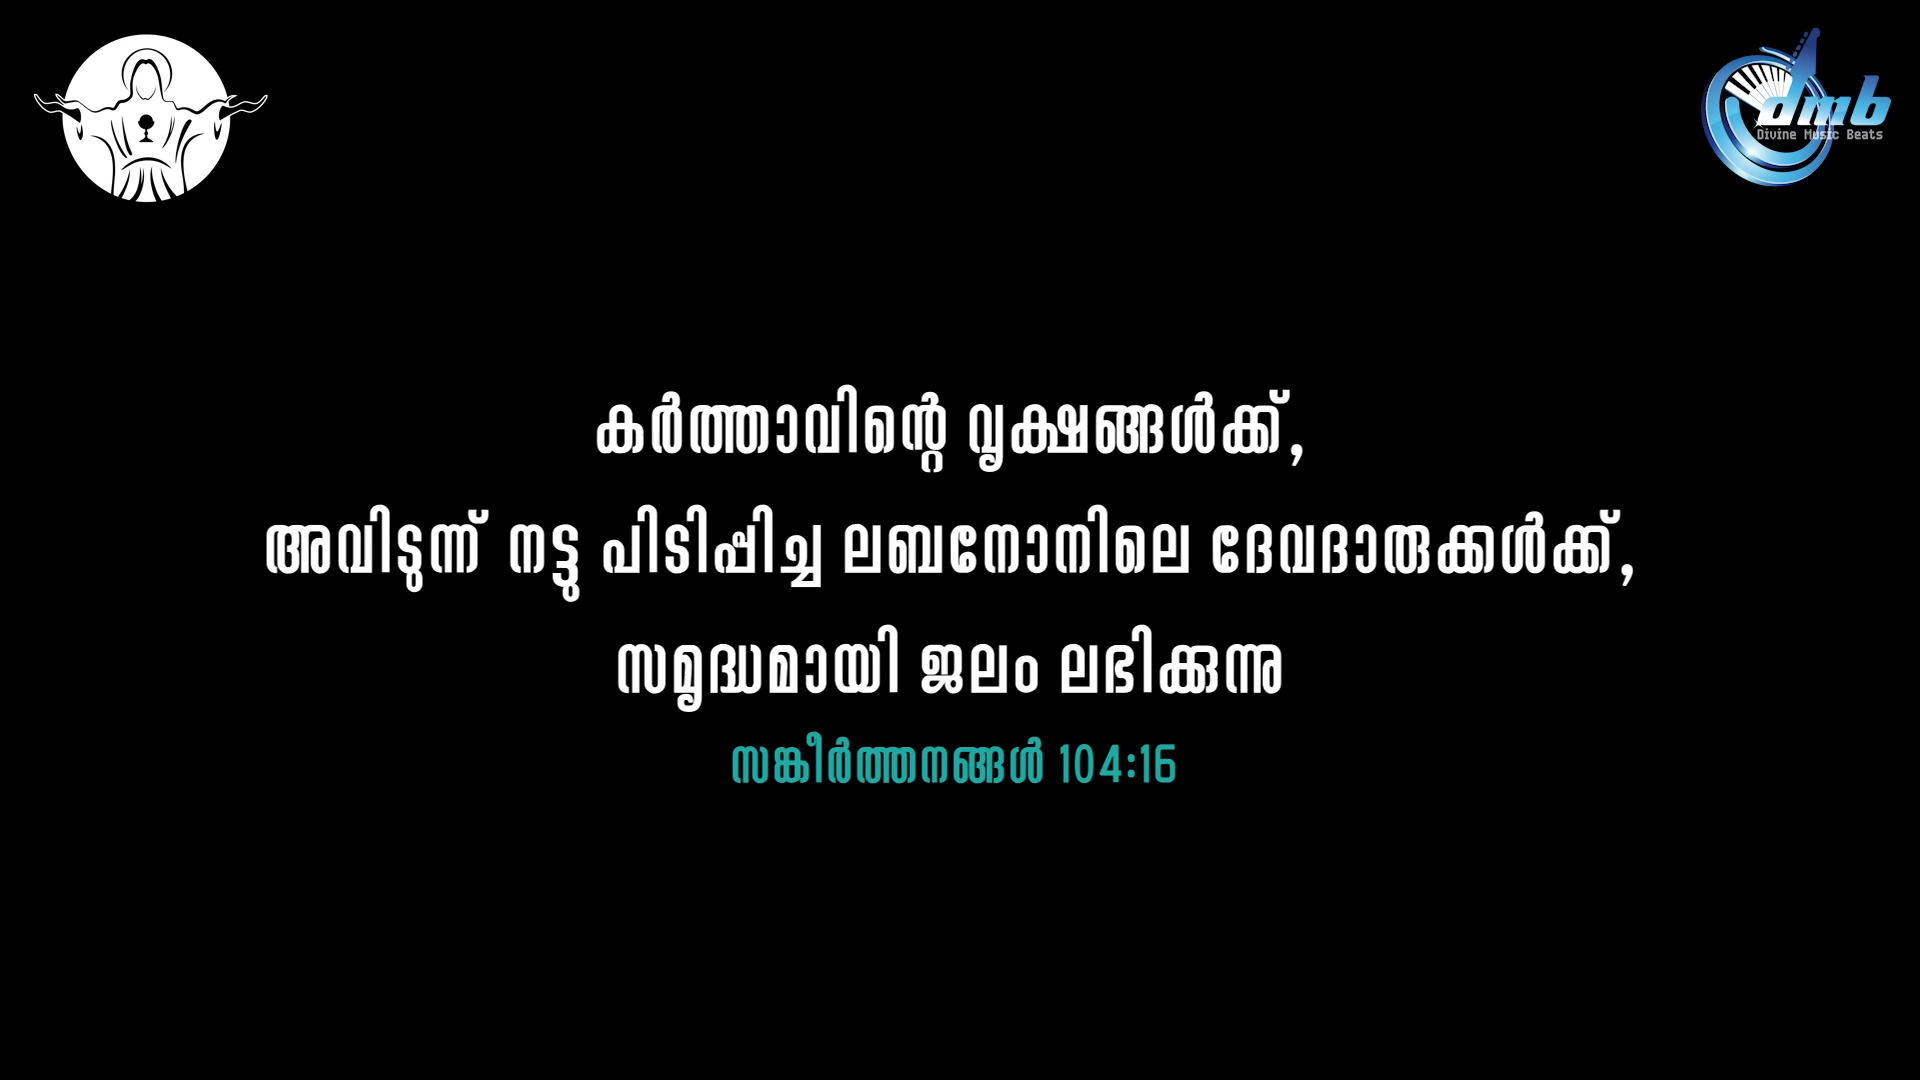 dmb
Divine Music Beats
കർത്താവിന്റെ വൃക്ഷങ്ങൾക്ക്,
അവിടുന്ന് നട്ടു പിടിപ്പിച്ച ലബനോനിലെ ദേവദാരുക്കൾക്ക്,
സമൃദ്ധമായി ജലം ലഭിക്കുന്നു
സങ്കീർത്തനങ്ങൾ 104:16